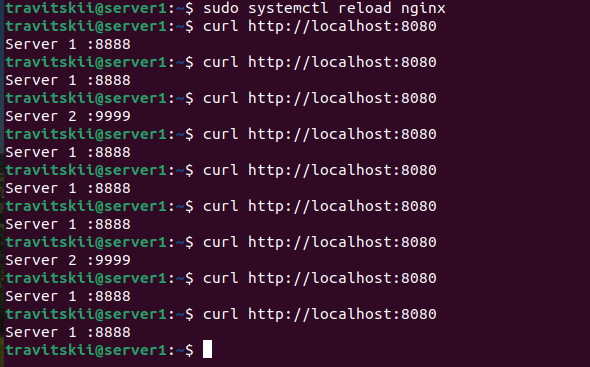 travitskii@server1:~$ sudo systemctl reload nginx
travitskii@server1:~$ curl http://localhost:8080
Server 1 :8888
travitskii@server1:~$ curl http://localhost:8080
Server 1 :8888
travitskii@server1:~$ curl http://localhost:8080
Server 2 :9999
travitskii@server1:~$ curl http://localhost:8080
Server 1 :8888
travitskii@server1:~$ curl http://localhost:8080
Server 1 :8888
travitskii@server1:~$ curl http://localhost:8080
Server 1 :8888
travitskii@server1:~$ curl http://localhost:8080
Server 2 :9999
travitskii@server1:~$ curl http://localhost:8080
Server 1 :8888
travitskii@server1:~$ curl http://localhost:8080
Server 1 :8888
travitskii@server1:~$